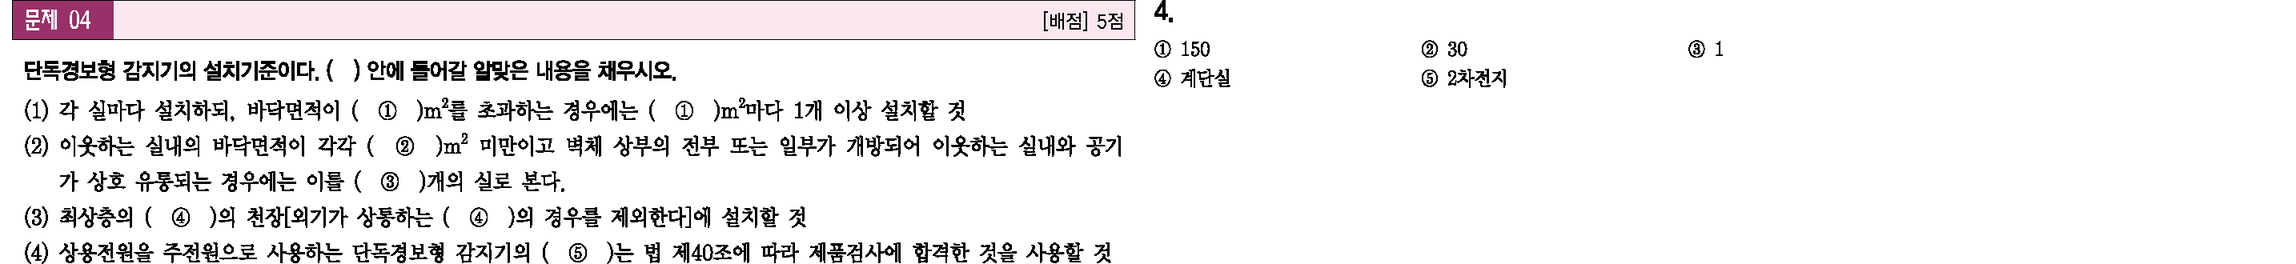 문제 04
[배점] 5점
단독경보형 감지기의 설치기준이다. (   ) 안에 들어갈 알맞은 내용을 채우시오.
(1) 각 실마다 설치하되, 바닥면적이 ( ① )m²를 초과하는 경우에는 ( ① )m²마다 1개 이상 설치할 것
(2) 이웃하는 실내의 바닥면적이 각각 ( ② )m² 미만이고 벽체 상부의 전부 또는 일부가 개방되어 이웃하는 실내와 공기
가 상호 유통되는 경우에는 이를 ( ③ )개의 실로 본다.
(3) 최상층의 ( ④ )의 천장[외기가 상통하는 ( ④ )의 경우를 제외한다]에 설치할 것
(4) 상용전원을 주전원으로 사용하는 단독경보형 감지기의 ( ⑤ )는 법 제40조에 따라 제품검사에 합격한 것을 사용할 것
4.
① 150 ② 30 ③ 1
④ 계단실 ⑤ 2차전지